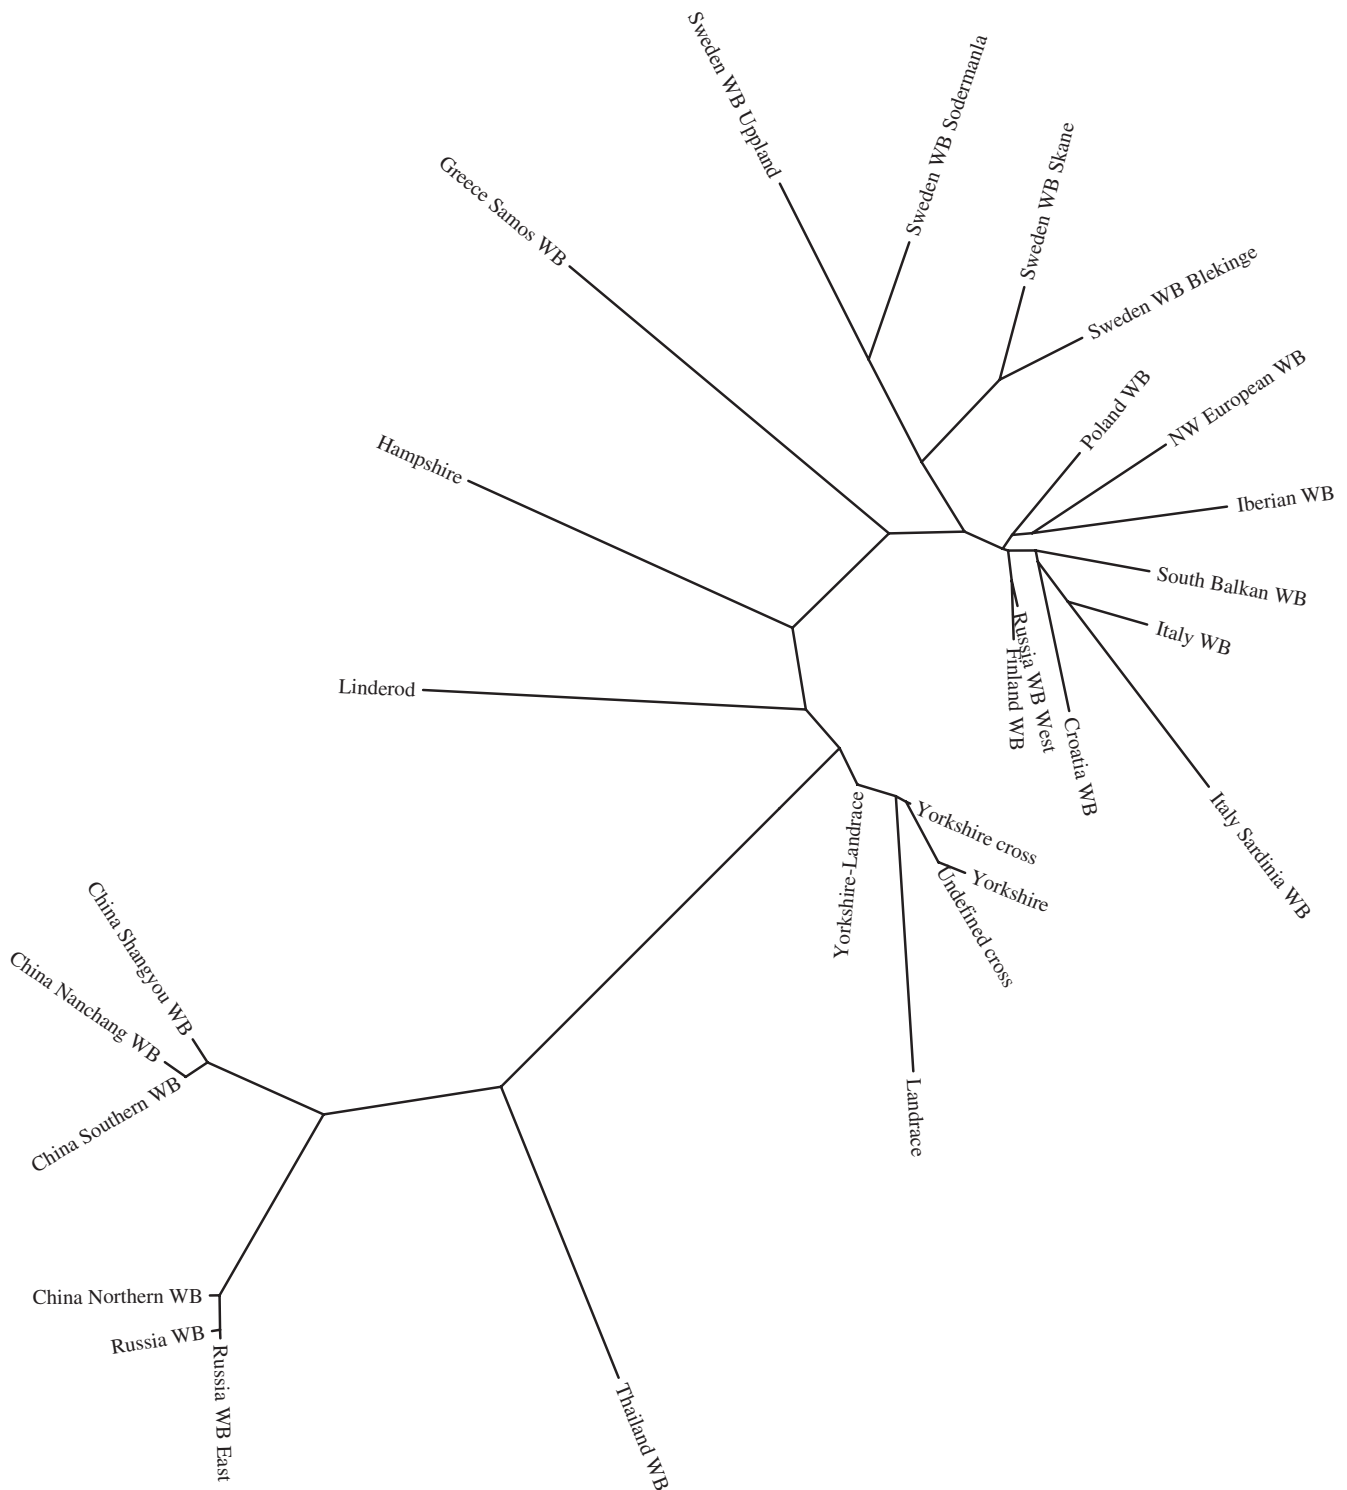 Sweden WB Uppland
Sweden WB Sodermanla
Sweden WB Skane
Greece Samos WB
Sweden WB Blekinge
NW European WB
Poland WB
Hampshire
Iberian WB
South Balkan WB
Italy WB
Russia WB West
Finland WB
Linderod
Croatia WB
Italy Sardinia WB
Yorkshire-Landrace
Yorkshire cross
Yorkshire
Undefined cross
China Shangyou WB
China Nanchang WB
China Southern WB
Landrace
China Northern WB
Russia WB
Russia WB East
Thailand WB